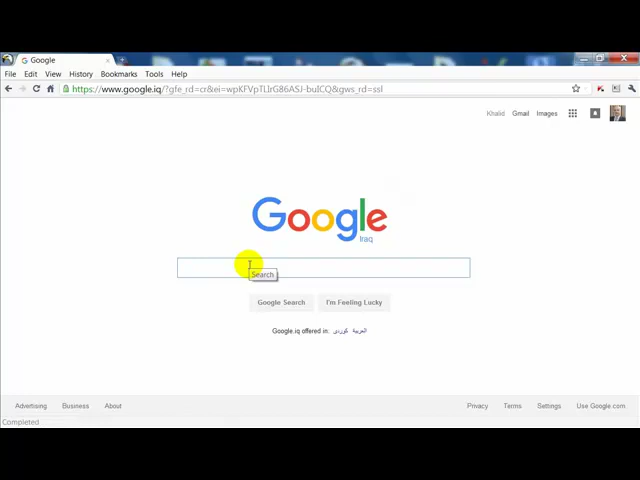 Google
File Edit View History Bookmarks Tools Help
https://www.google.iq/?gfe_rd=cr&ei=wpKFVpTLIrG86ASJ-buICQ&gws_rd=ssl
Khalid Gmail Images
Google
Iraq
Search
Google Search I'm Feeling Lucky
Google.iq offered in: العربية کوردی
Advertising Business About Privacy Terms Settings Use Google.com
Completed